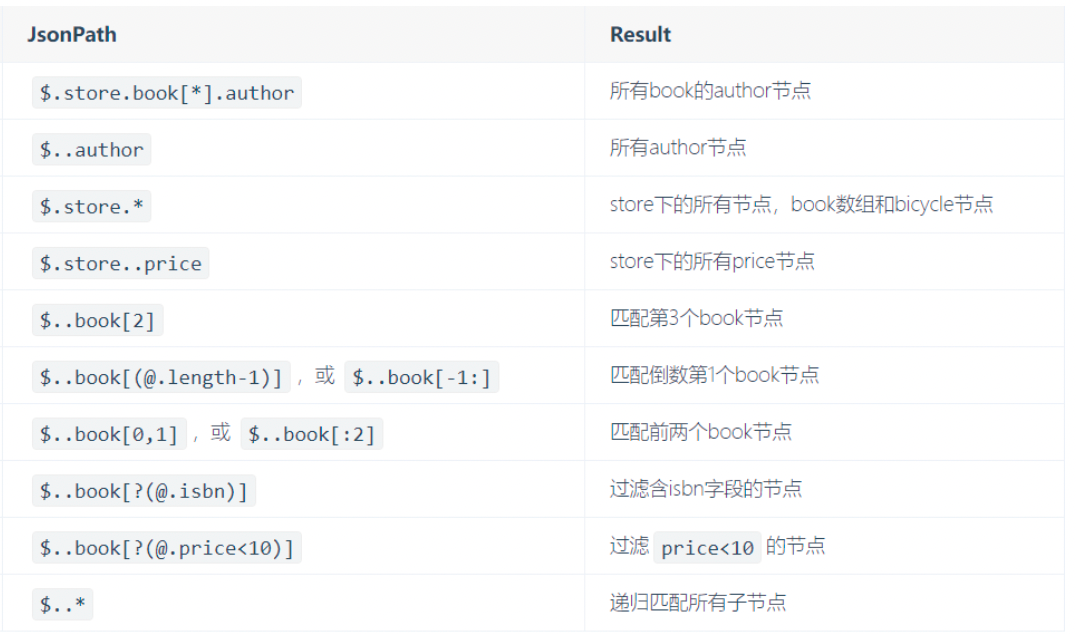 JsonPath Result
$.store.book[*].author 所有book的author节点
$..author 所有author节点
$.store.* store下的所有节点，book数组和bicycle节点
$.store..price store下的所有price节点
$..book[2] 匹配第3个book节点
$..book[(@.length-1)] ，或 $..book[-1:] 匹配倒数第1个book节点
$..book[0,1] ，或 $..book[:2] 匹配前两个book节点
$..book[?(@.isbn)] 过滤含isbn字段的节点
$..book[?(@.price<10)] 过滤 price<10 的节点
$..* 递归匹配所有子节点